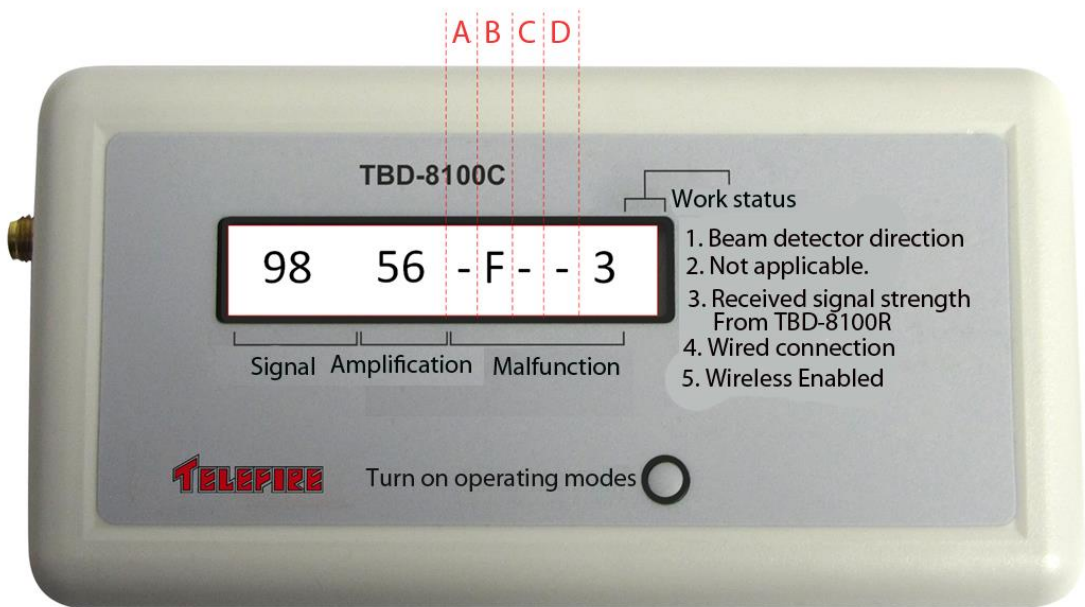 A B C D
TBD-8100C
Work status
98 56 - F - - 3
1. Beam detector direction
2. Not applicable.
3. Received signal strength
From TBD-8100R
4. Wired connection
5. Wireless Enabled
Signal Amplification Malfunction
TELEFIRE
Turn on operating modes